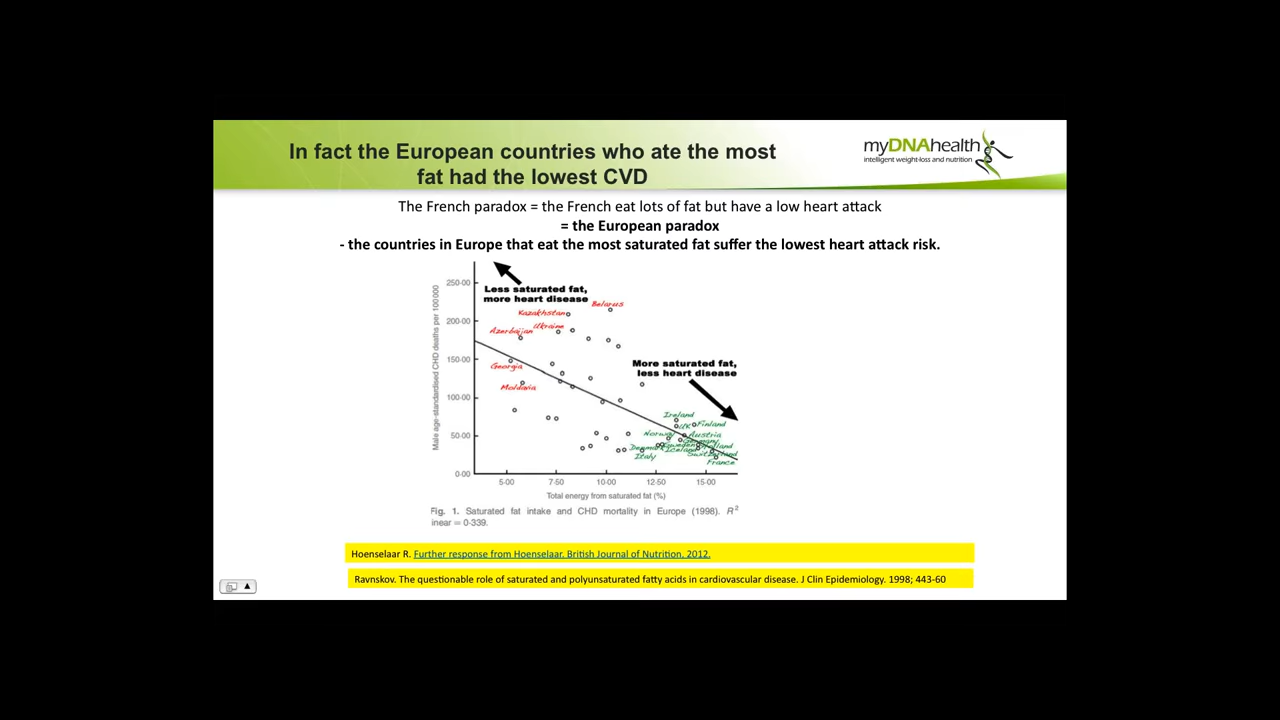 In fact the European countries who ate the most
fat had the lowest CVD
myDNAhealth
intelligent weight-loss and nutrition
The French paradox = the French eat lots of fat but have a low heart attack
= the European paradox
- the countries in Europe that eat the most saturated fat suffer the lowest heart attack risk.
Male age-standardised CHD deaths per 100 000
250·00
200·00
150·00
100·00
50·00
0·00
Less saturated fat,
more heart disease
Belarus
Kazakhstan
Ukraine
Azerbaijan
Georgia
Moldavia
More saturated fat,
less heart disease
Ireland
UK
Finland
Norway
Austria
Denmark
Sweden
Iceland
Switzerland
Italy
France
5·00
7·50
10·00
12·50
15·00
Total energy from saturated fat (%)
Fig. 1. Saturated fat intake and CHD mortality in Europe (1998). R2
inear = 0·339.
Hoenselaar R. Further response from Hoenselaar. British Journal of Nutrition, 2012.
Ravnskov. The questionable role of saturated and polyunsaturated fatty acids in cardiovascular disease. J Clin Epidemiology. 1998; 443-60